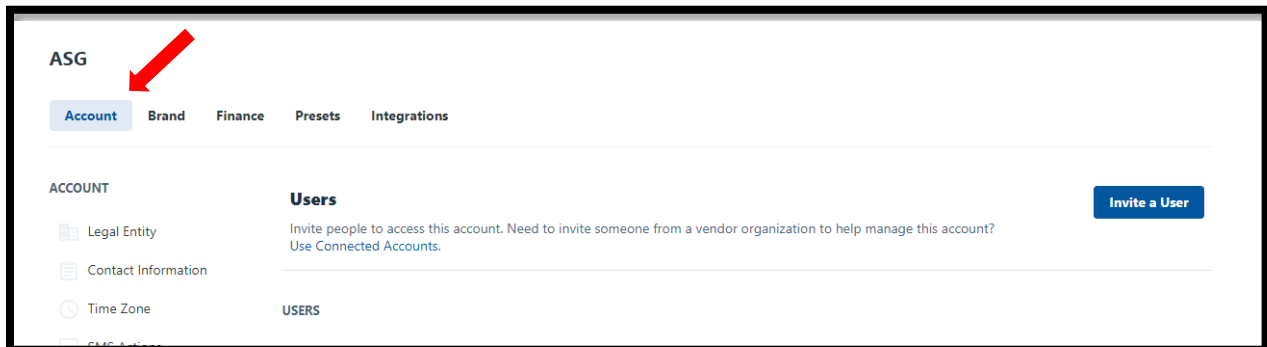 ASG
Account Brand Finance Presets Integrations
ACCOUNT
Legal Entity
Contact Information
Time Zone
SMS Actions
Users
Invite people to access this account. Need to invite someone from a vendor organization to help manage this account?
Use Connected Accounts.
Invite a User
USERS